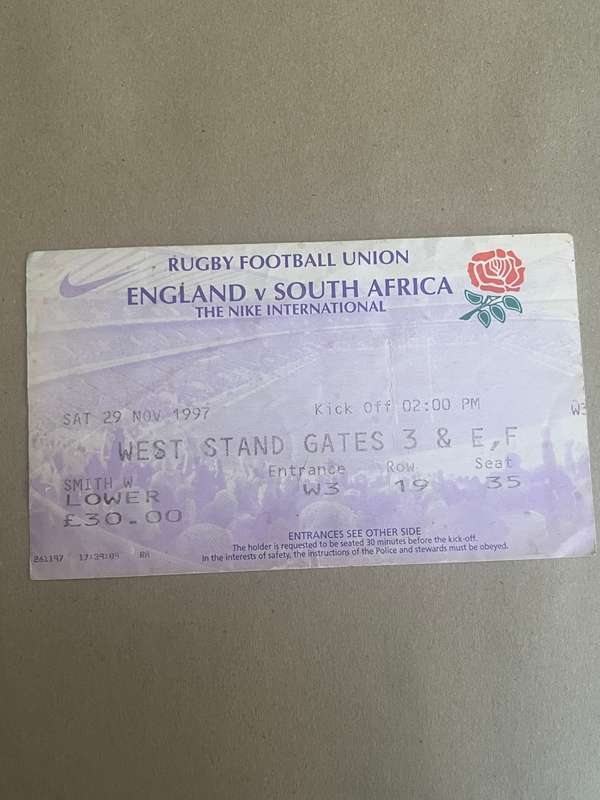 RUGBY FOOTBALL UNION
ENGLAND v SOUTH AFRICA
THE NIKE INTERNATIONAL
SAT 29 NOV 1997 Kick Off 02:00 PM
WEST STAND GATES 3 & E,F
Entrance Row Seat
SMITH W W3 19 35
LOWER
£30.00
ENTRANCES SEE OTHER SIDE
The holder is requested to be seated 30 minutes before the kick-off.
261197 17:39:04 RA In the interests of safety, the instructions of the Police and stewards must be obeyed.